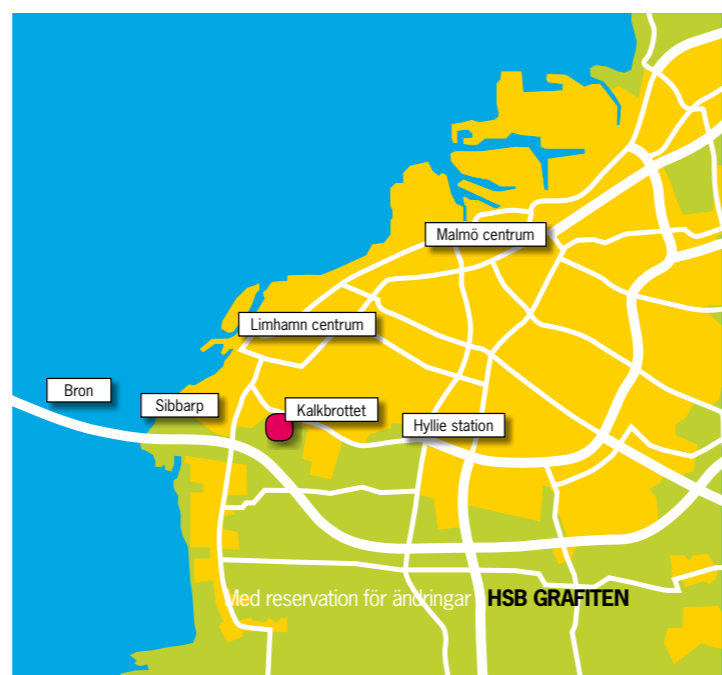 Malmö centrum
Limhamn centrum
Bron
Sibbarp
Kalkbrottet
Hyllie station
Med reservation för ändringar HSB GRAFITEN